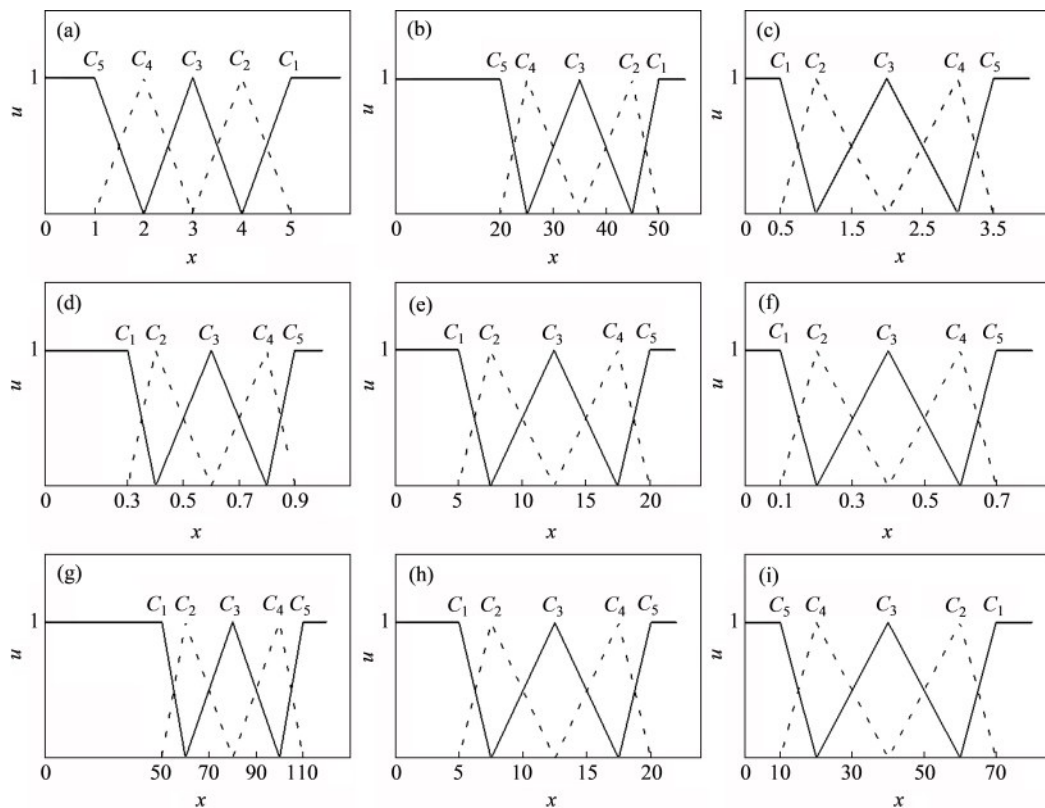 (a)
C5 C4 C3 C2 C1
1
u
0 1 2 3 4 5
x
(b)
C5 C4 C3 C2 C1
1
u
0 20 30 40 50
x
(c)
C1 C2 C3 C4 C5
1
u
0 0.5 1.5 2.5 3.5
x
(d)
C1 C2 C3 C4 C5
1
u
0 0.3 0.5 0.7 0.9
x
(e)
C1 C2 C3 C4 C5
1
u
0 5 10 15 20
x
(f)
C1 C2 C3 C4 C5
1
u
0 0.1 0.3 0.5 0.7
x
(g)
C1 C2 C3 C4 C5
1
u
0 50 70 90 110
x
(h)
C1 C2 C3 C4 C5
1
u
0 5 10 15 20
x
(i)
C5 C4 C3 C2 C1
1
u
0 10 30 50 70
x